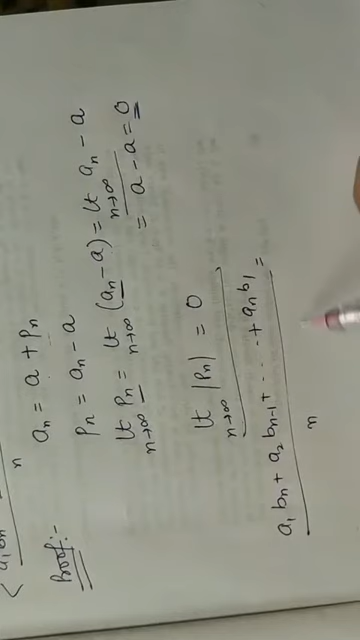 < a₁bₙ
n
Proof:- aₙ = a + Pₙ
Pₙ = aₙ - a
lt n→∞ Pₙ = lt n→∞ (aₙ - a) = lt n→∞ aₙ - a
= a - a = 0
lt n→∞ |Pₙ| = 0
a₁bₙ + a₂bₙ₋₁ + ... + aₙb₁ =
n